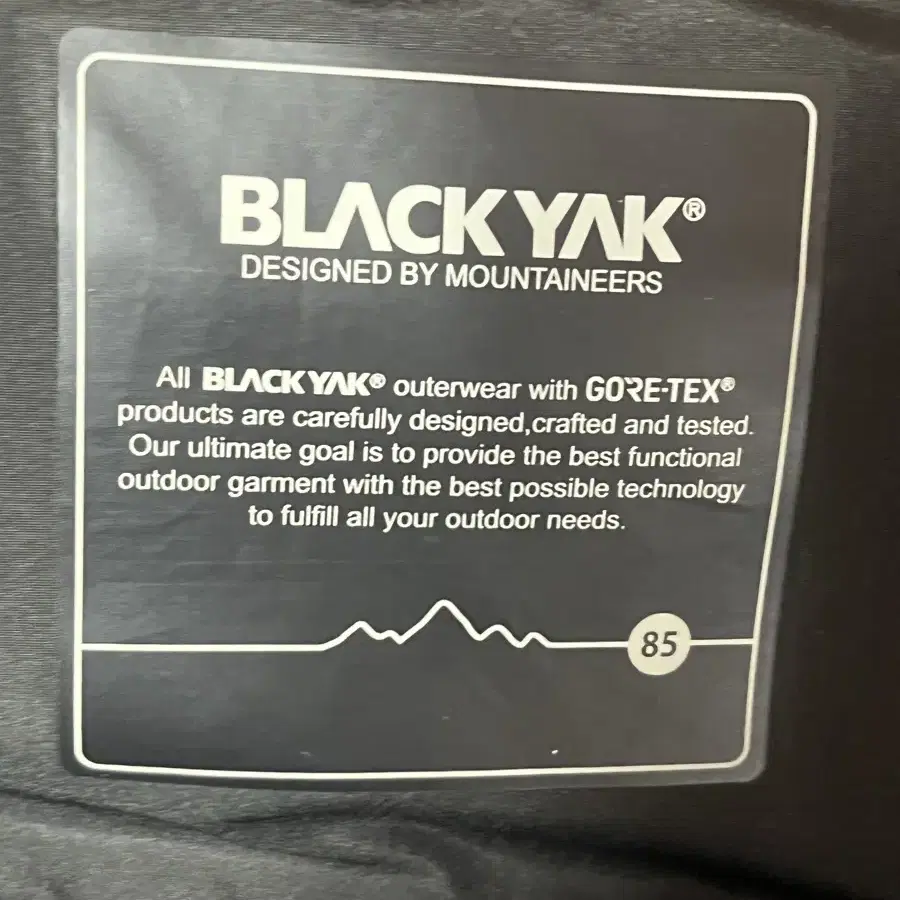 BLACKYAK®
DESIGNED BY MOUNTAINEERS
All BLACKYAK® outerwear with GORE-TEX®
products are carefully designed,crafted and tested.
Our ultimate goal is to provide the best functional
outdoor garment with the best possible technology
to fulfill all your outdoor needs.
85